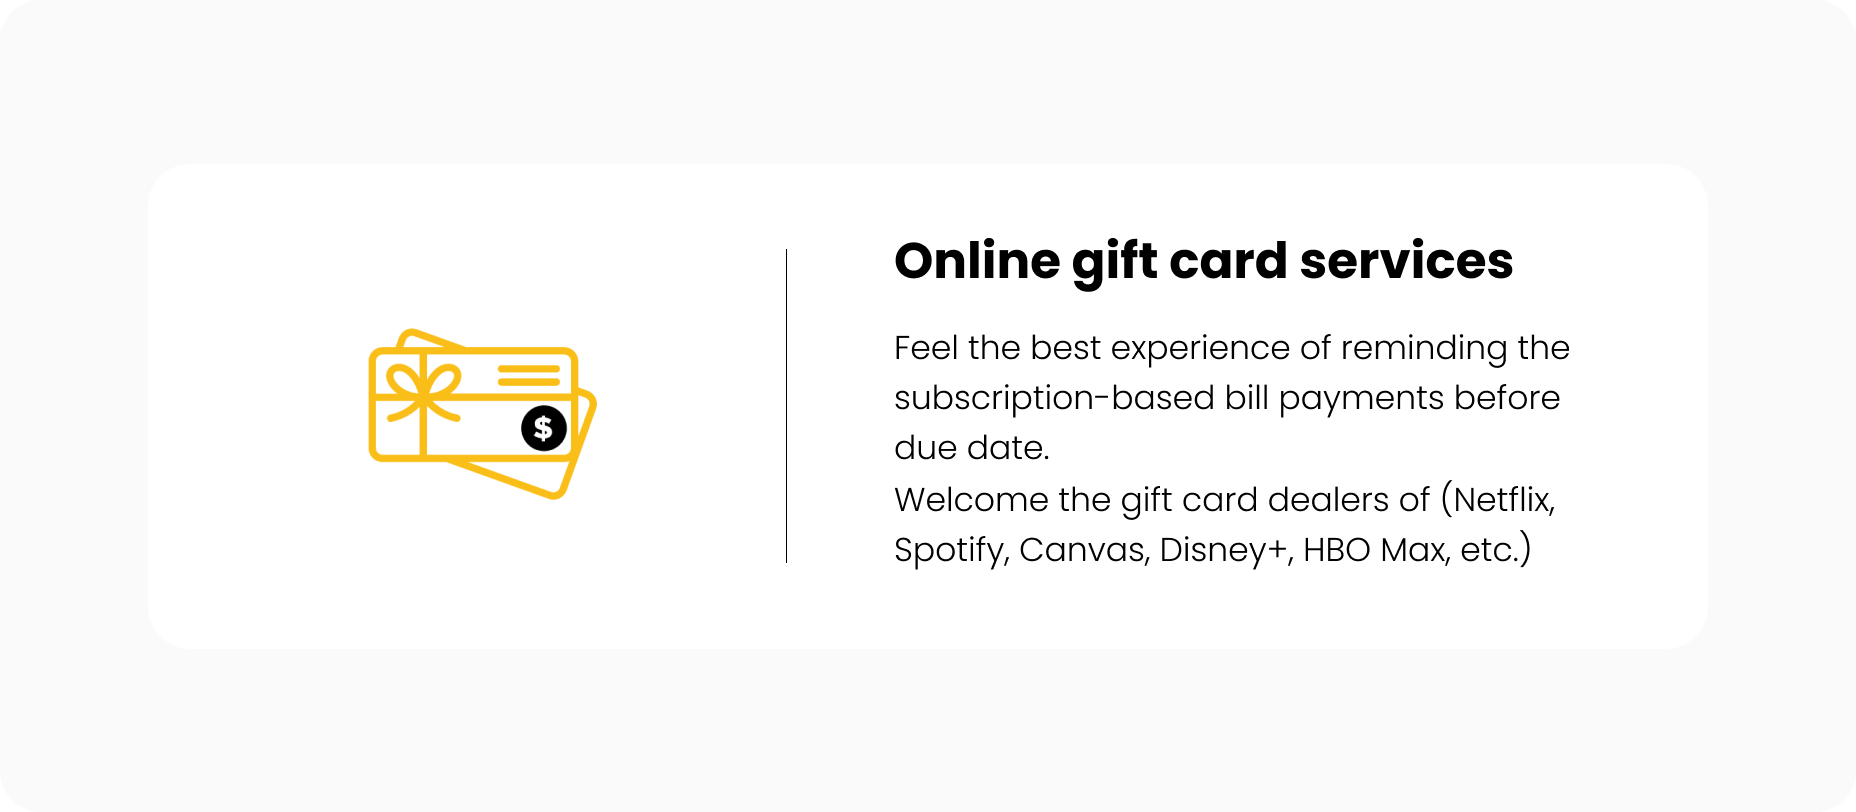 Online gift card services
Feel the best experience of reminding the
subscription-based bill payments before
due date.
Welcome the gift card dealers of (Netflix,
Spotify, Canvas, Disney+, HBO Max, etc.)
$